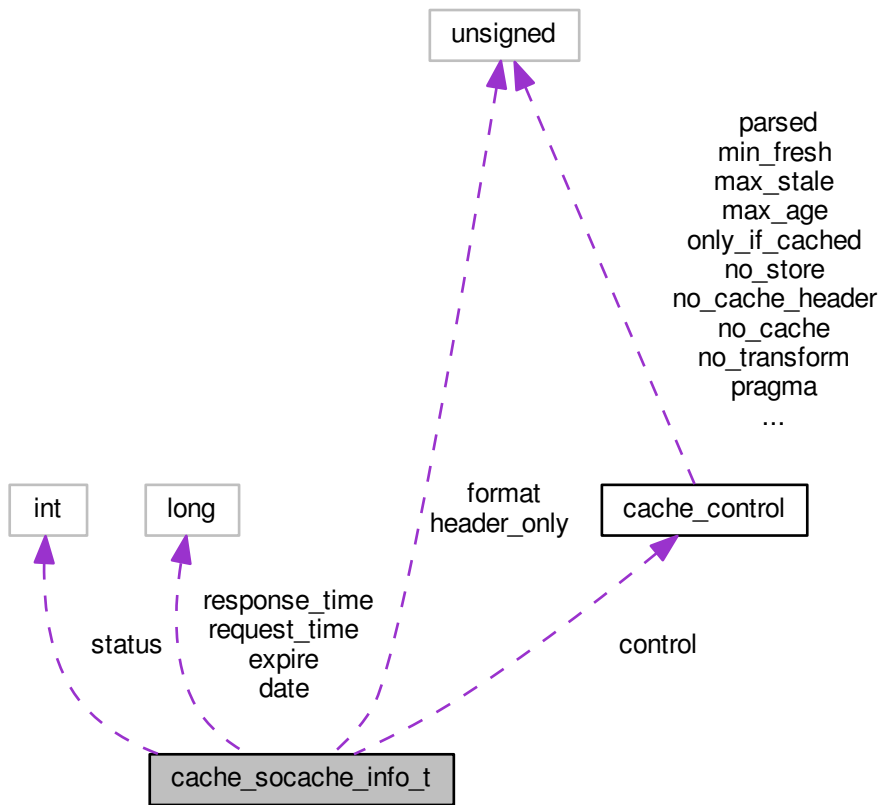 unsigned
parsed
min_fresh
max_stale
max_age
only_if_cached
no_store
no_cache_header
no_cache
no_transform
pragma
...
int
long
format
header_only
cache_control
status
response_time
request_time
expire
date
control
cache_socache_info_t